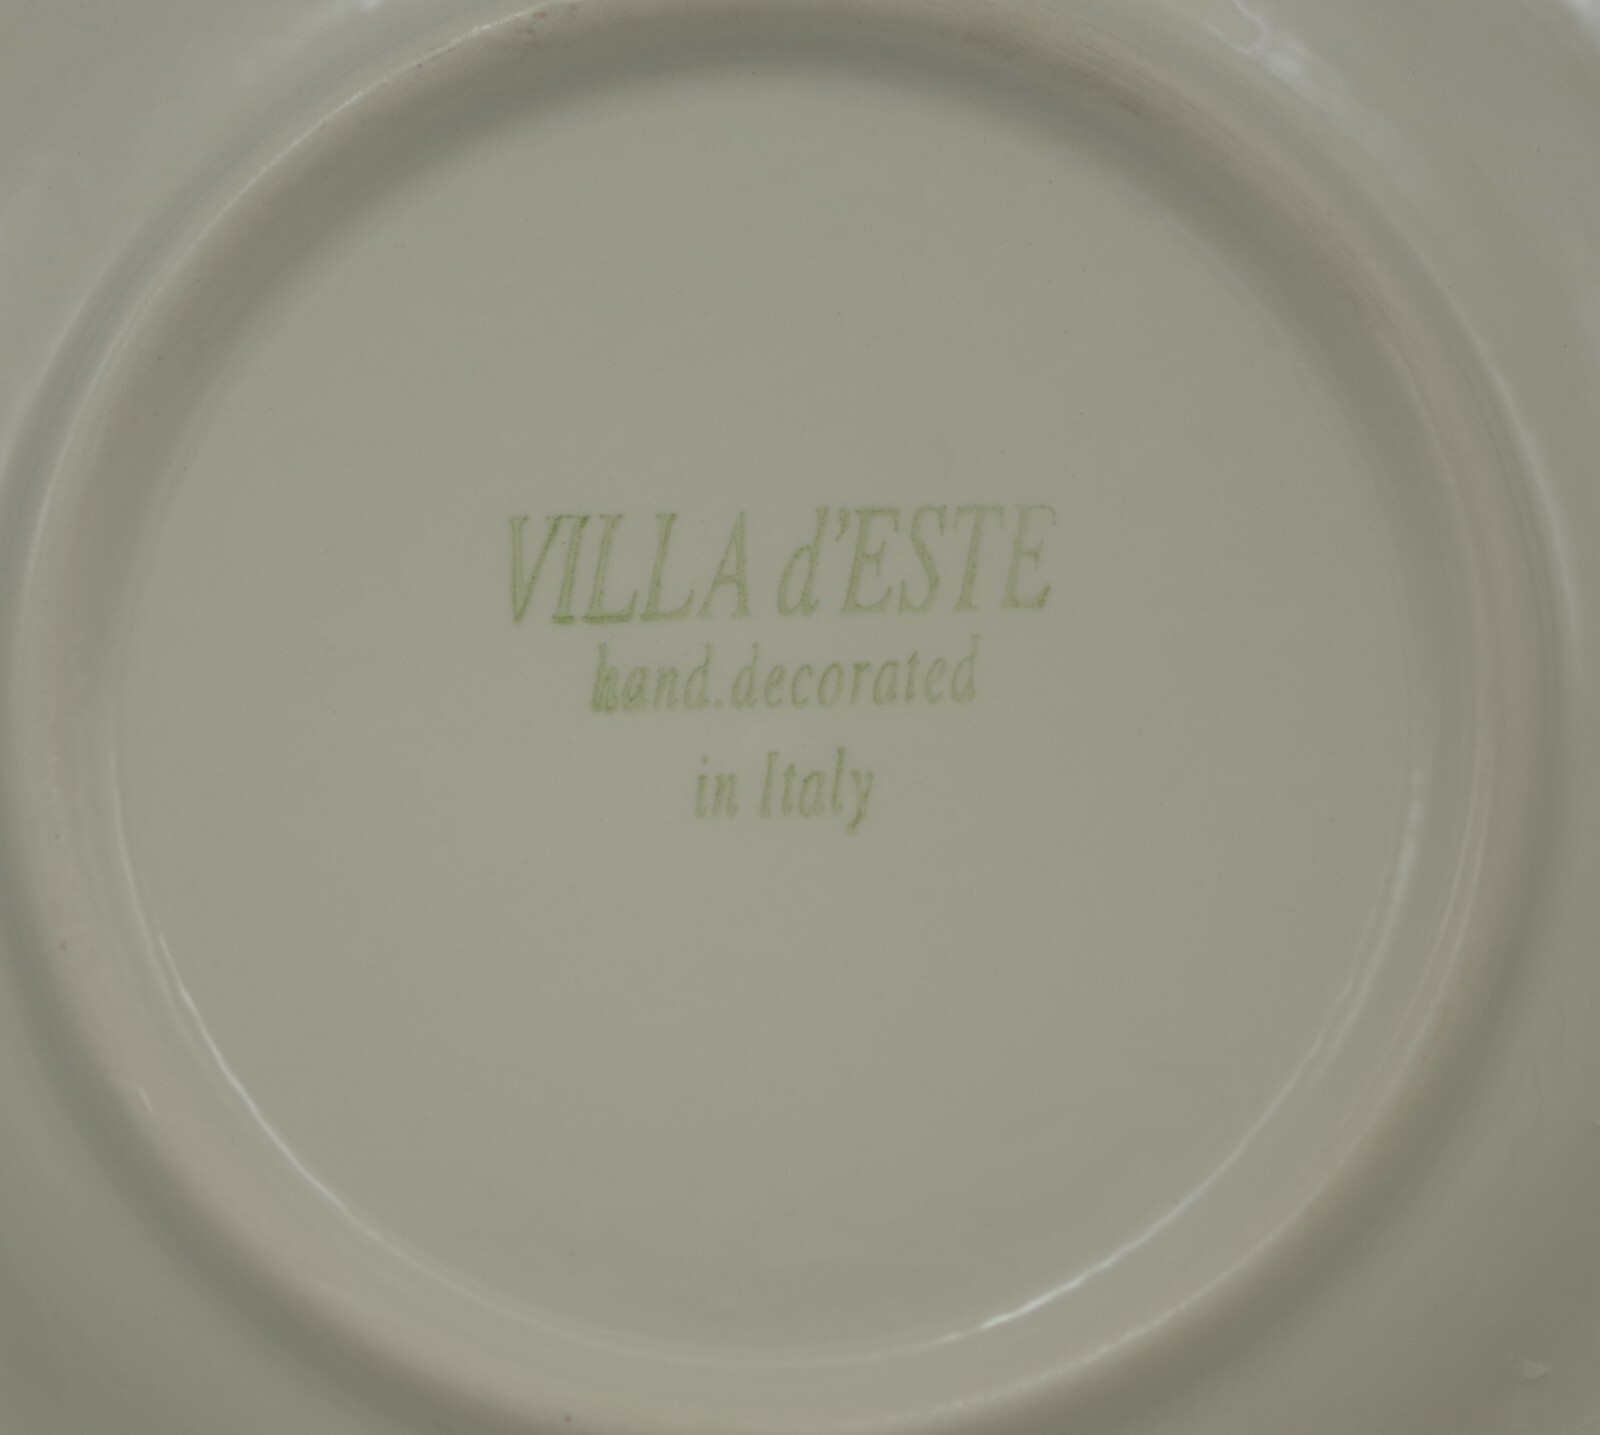 VILLA d'ESTE
hand.decorated
in Italy